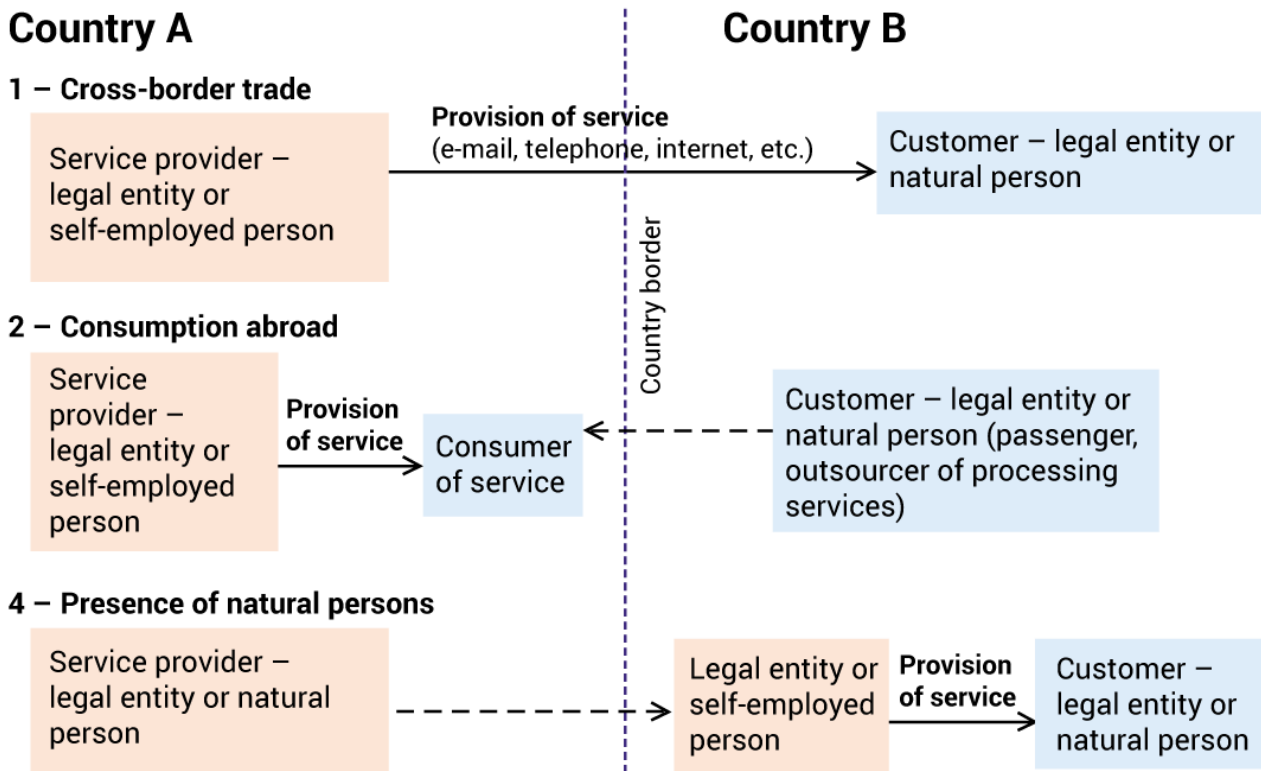 Country A
Country B
1 – Cross-border trade
Service provider –
legal entity or
self-employed person
Provision of service
(e-mail, telephone, internet, etc.)
Customer – legal entity or
natural person
Country border
2 – Consumption abroad
Service
provider –
legal entity or
self-employed
person
Provision
of service
Consumer
of service
Customer – legal entity or
natural person (passenger,
outsourcer of processing
services)
4 – Presence of natural persons
Service provider –
legal entity or natural
person
Legal entity or
self-employed
person
Provision
of service
Customer –
legal entity or
natural person